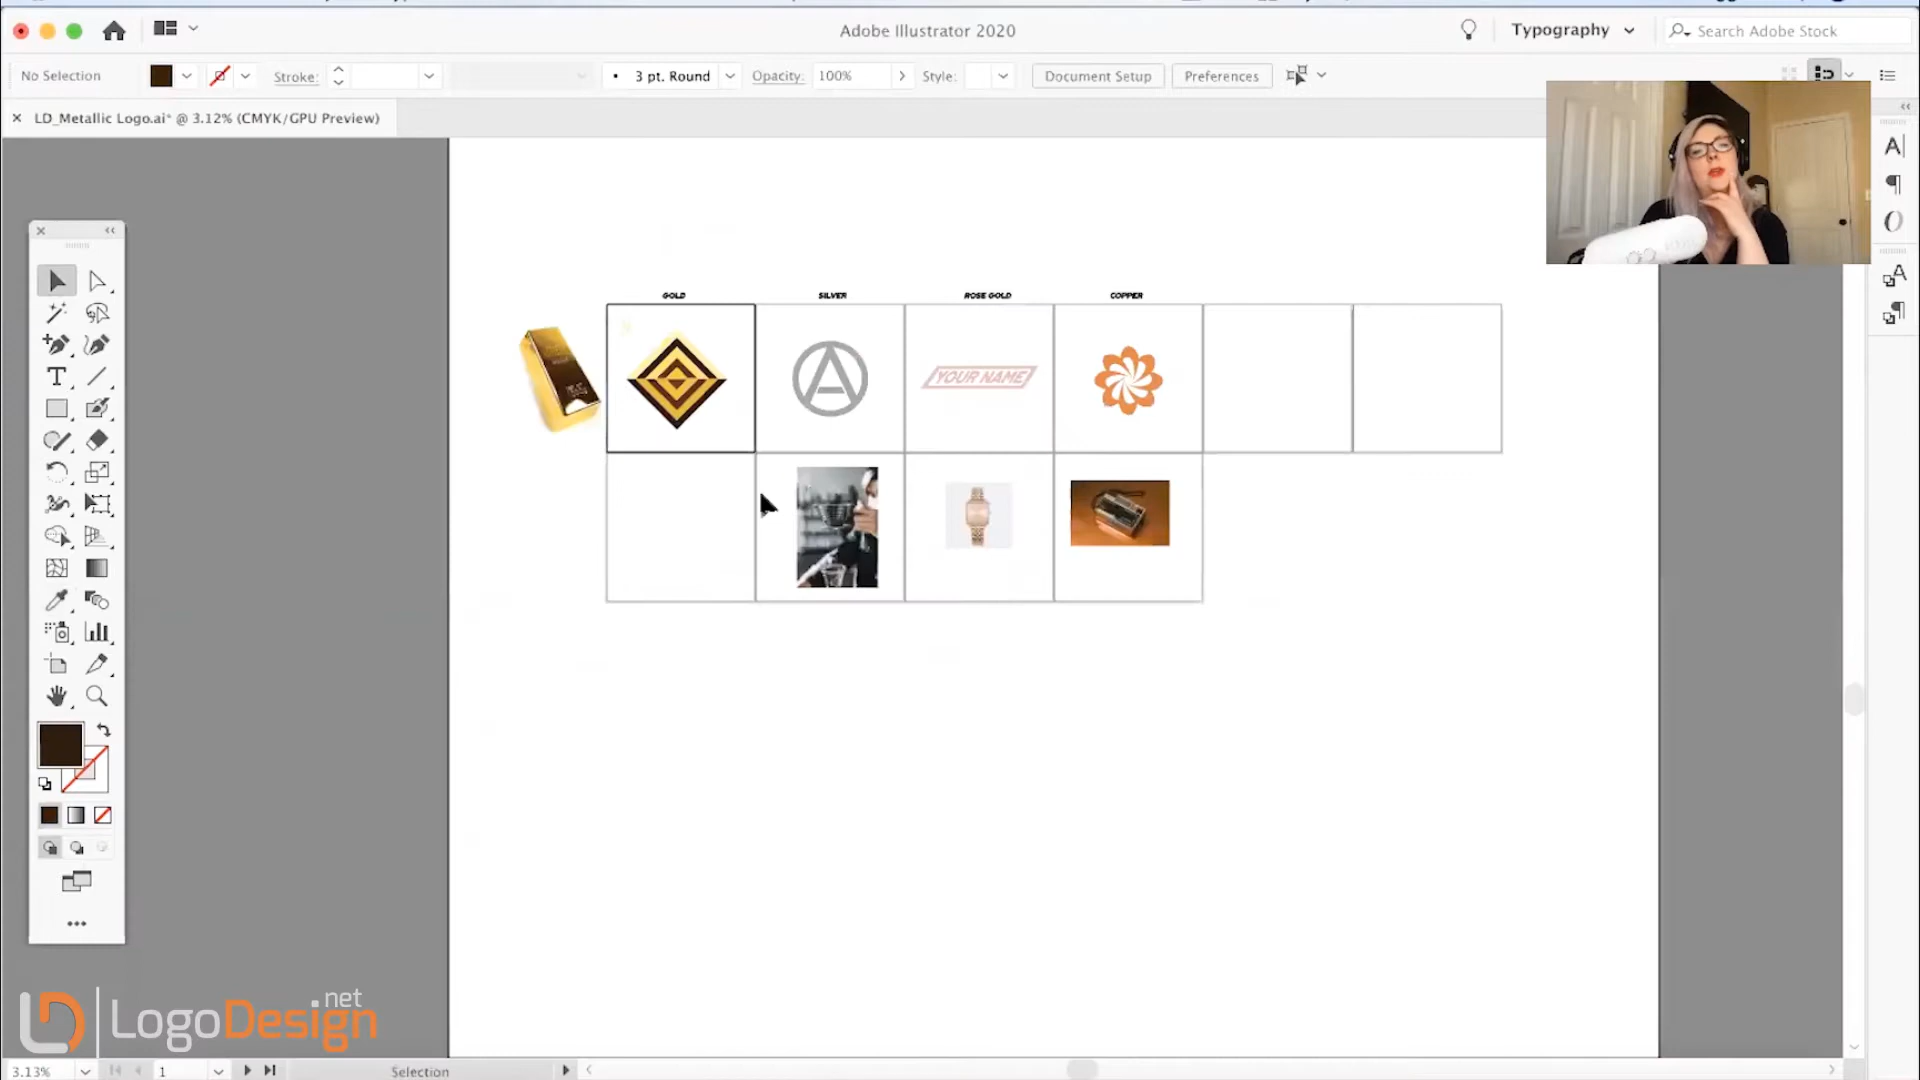 Adobe Illustrator 2020
Typography
Search Adobe Stock
No Selection
Stroke:
3 pt. Round
Opacity:
100%
Style:
Document Setup
Preferences
LD_Metallic Logo.ai* @ 3.12% (CMYK/GPU Preview)
GOLD
SILVER
ROSE GOLD
COPPER
YOUR NAME
LogoDesign
net
3.13%
1
Selection